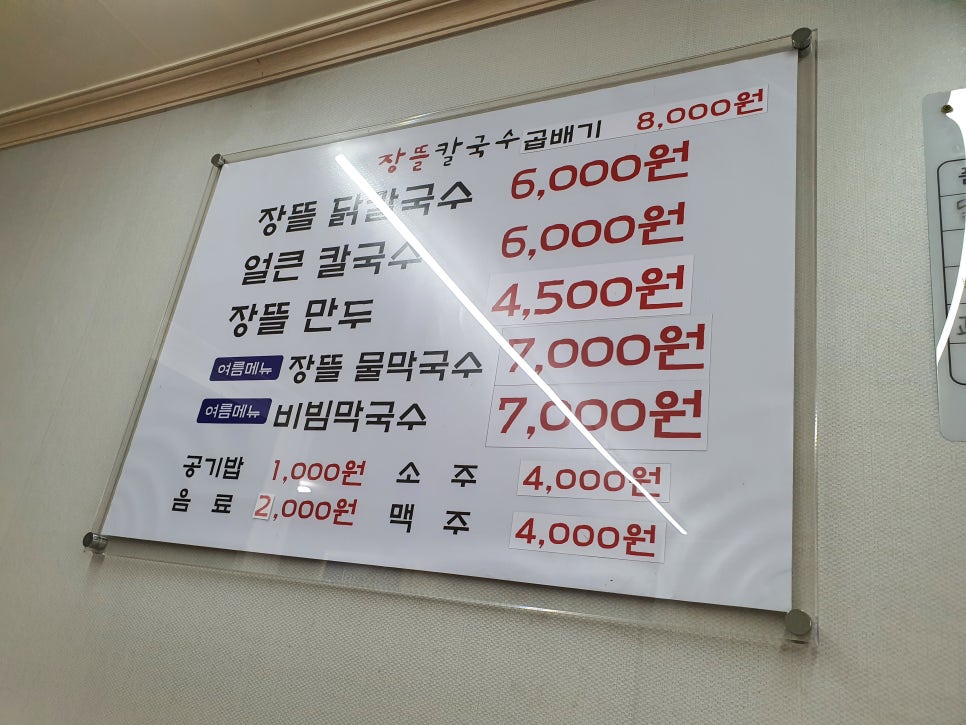 장뜰칼국수곱배기 8,000원
장뜰 닭칼국수 6,000원
얼큰 칼국수 6,000원
장뜰 만두 4,500원
여름메뉴 장뜰 물막국수 7,000원
여름메뉴 비빔막국수 7,000원
공기밥 1,000원 소 주 4,000원
음 료 2,000원 맥 주 4,000원